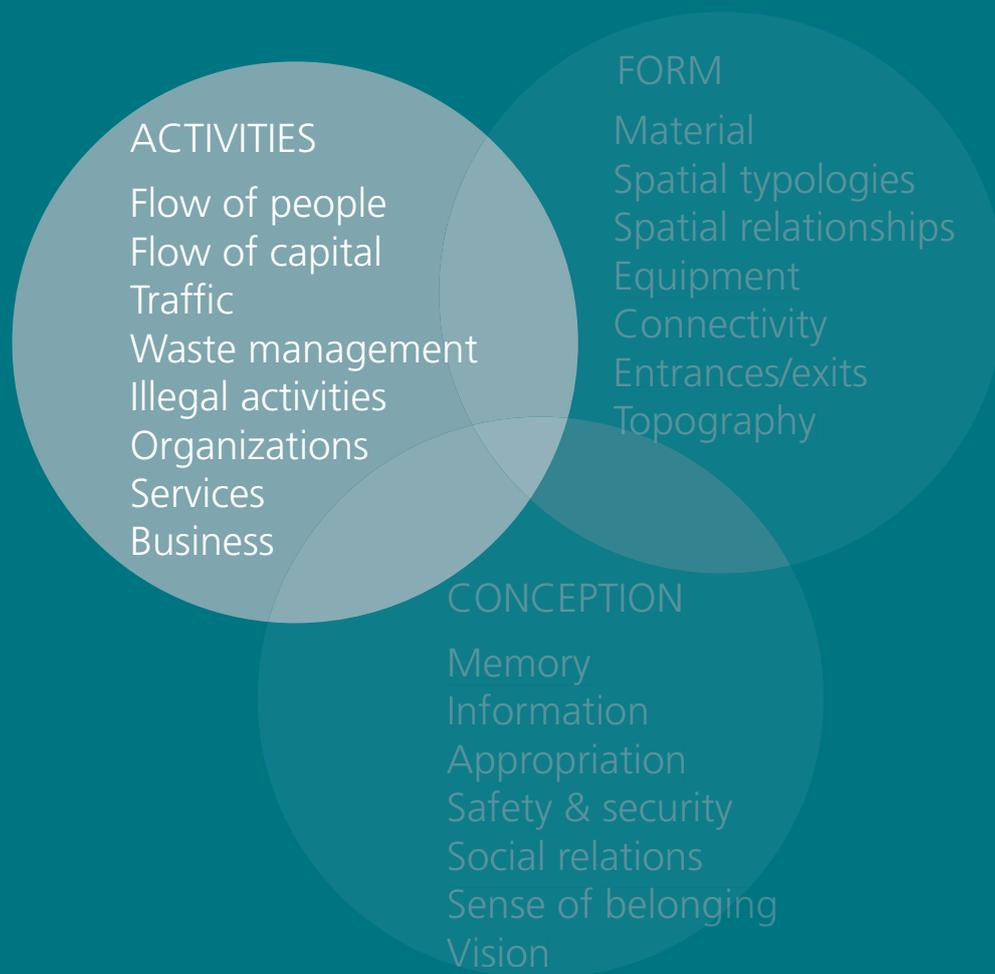 ACTIVITIES
Flow of people
Flow of capital
Traffic
Waste management
Illegal activities
Organizations
Services
Business
FORM
Material
Spatial typologies
Spatial relationships
Equipment
Connectivity
Entrances/exits
Topography
CONCEPTION
Memory
Information
Appropriation
Safety & security
Social relations
Sense of belonging
Vision